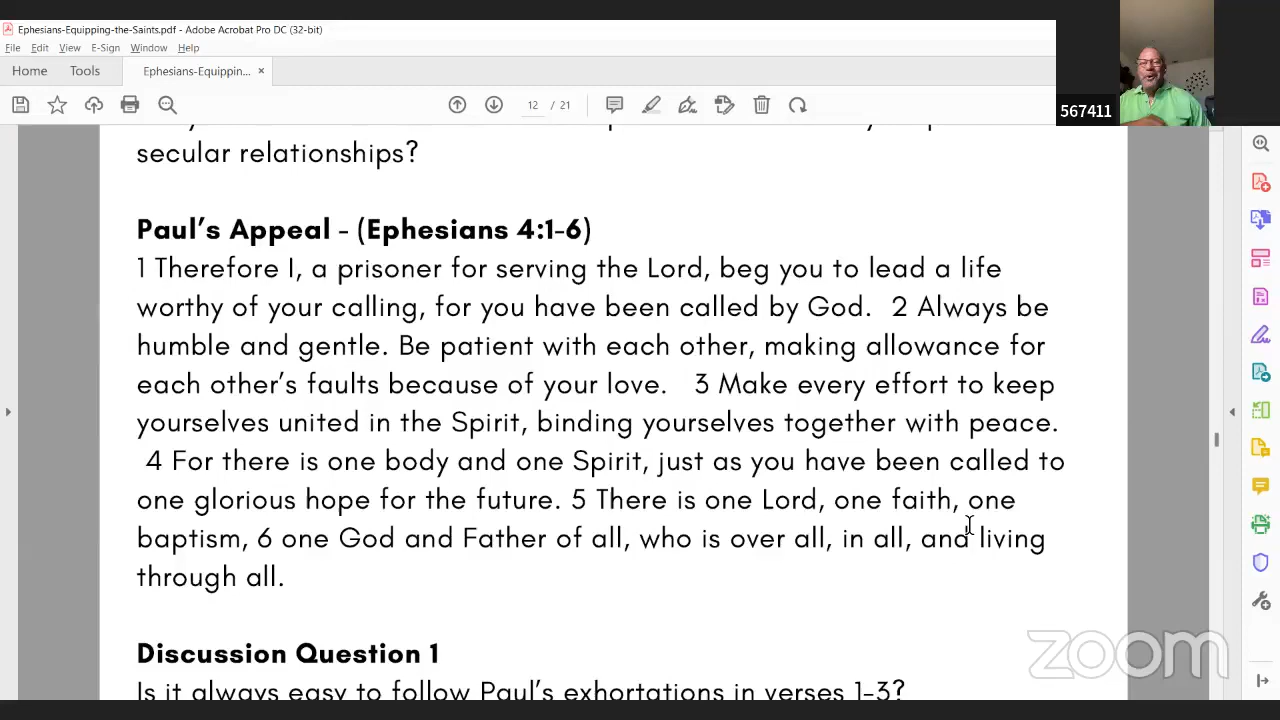 Ephesians-Equipping-the-Saints.pdf - Adobe Acrobat Pro DC (32-bit)
File Edit View E-Sign Window Help
Home Tools Ephesians-Equippin... ×
12 / 21
567411
secular relationships?
Paul's Appeal - (Ephesians 4:1-6)
1 Therefore I, a prisoner for serving the Lord, beg you to lead a life
worthy of your calling, for you have been called by God. 2 Always be
humble and gentle. Be patient with each other, making allowance for
each other's faults because of your love. 3 Make every effort to keep
yourselves united in the Spirit, binding yourselves together with peace.
4 For there is one body and one Spirit, just as you have been called to
one glorious hope for the future. 5 There is one Lord, one faith, one
baptism, 6 one God and Father of all, who is over all, in all, and living
through all.
Discussion Question 1
Is it always easy to follow Paul's exhortations in verses 1-3?
zoom